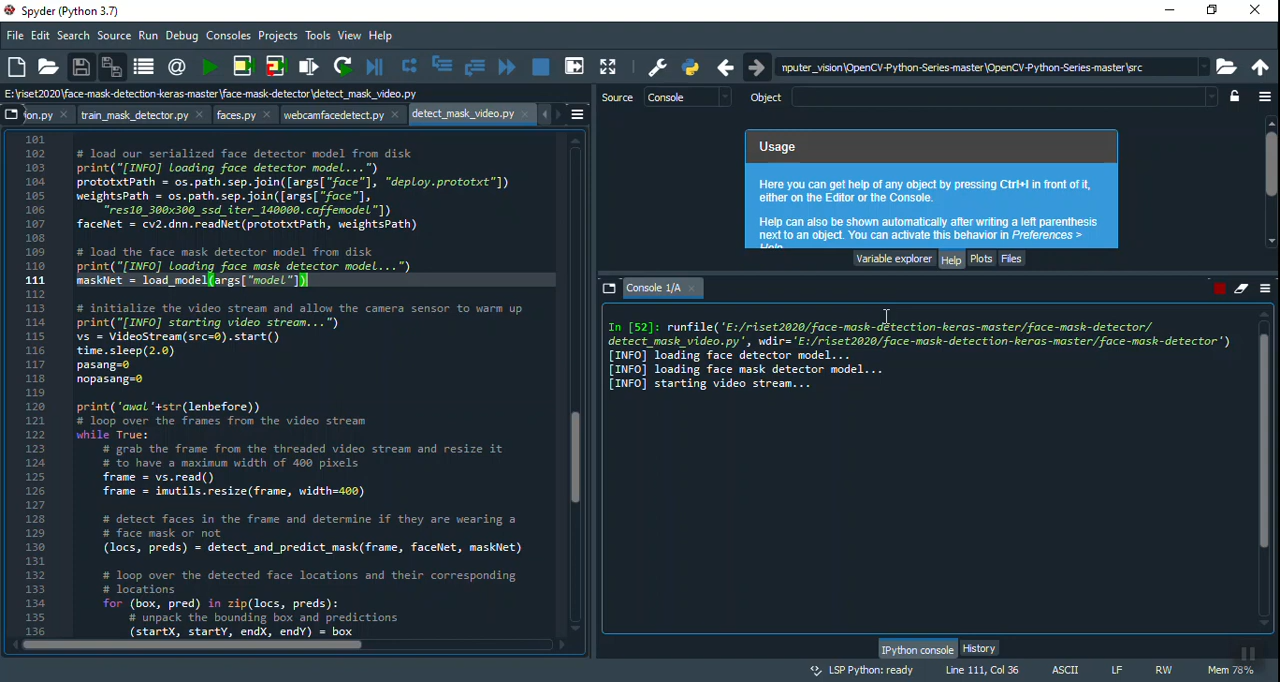 Spyder (Python 3.7)
File Edit Search Source Run Debug Consoles Projects Tools View Help
nputer_vision\OpenCV-Python-Series-master\OpenCV-Python-Series-master\src
E:\riset2020\face-mask-detection-keras-master\face-mask-detector\detect_mask_video.py
ion.py train_mask_detector.py faces.py webcamfacedetect.py detect_mask_video.py
101
102 # load our serialized face detector model from disk
103 print("[INFO] loading face detector model...")
104 prototxtPath = os.path.sep.join([args["face"], "deploy.prototxt"])
105 weightsPath = os.path.sep.join([args["face"],
106 "res10_300x300_ssd_iter_140000.caffemodel"])
107 faceNet = cv2.dnn.readNet(prototxtPath, weightsPath)
108
109 # load the face mask detector model from disk
110 print("[INFO] loading face mask detector model...")
111 maskNet = load_model(args["model"])
112
113 # initialize the video stream and allow the camera sensor to warm up
114 print("[INFO] starting video stream...")
115 vs = VideoStream(src=0).start()
116 time.sleep(2.0)
117 pasang=0
118 nopasang=0
119
120 print('awal'+str(lenbefore))
121 # loop over the frames from the video stream
122 while True:
123 # grab the frame from the threaded video stream and resize it
124 # to have a maximum width of 400 pixels
125 frame = vs.read()
126 frame = imutils.resize(frame, width=400)
127
128 # detect faces in the frame and determine if they are wearing a
129 # face mask or not
130 (locs, preds) = detect_and_predict_mask(frame, faceNet, maskNet)
131
132 # loop over the detected face locations and their corresponding
133 # locations
134 for (box, pred) in zip(locs, preds):
135 # unpack the bounding box and predictions
136 (startX, startY, endX, endY) = box
Source Console Object
Usage
Here you can get help of any object by pressing Ctrl+I in front of it,
either on the Editor or the Console.
Help can also be shown automatically after writing a left parenthesis
next to an object. You can activate this behavior in Preferences >
Help.
Variable explorer Help Plots Files
Console 1/A
In [52]: runfile('E:/riset2020/face-mask-detection-keras-master/face-mask-detector/
detect_mask_video.py', wdir='E:/riset2020/face-mask-detection-keras-master/face-mask-detector')
[INFO] loading face detector model...
[INFO] loading face mask detector model...
[INFO] starting video stream...
IPython console History
LSP Python: ready Line 111, Col 36 ASCII LF RW Mem 78%